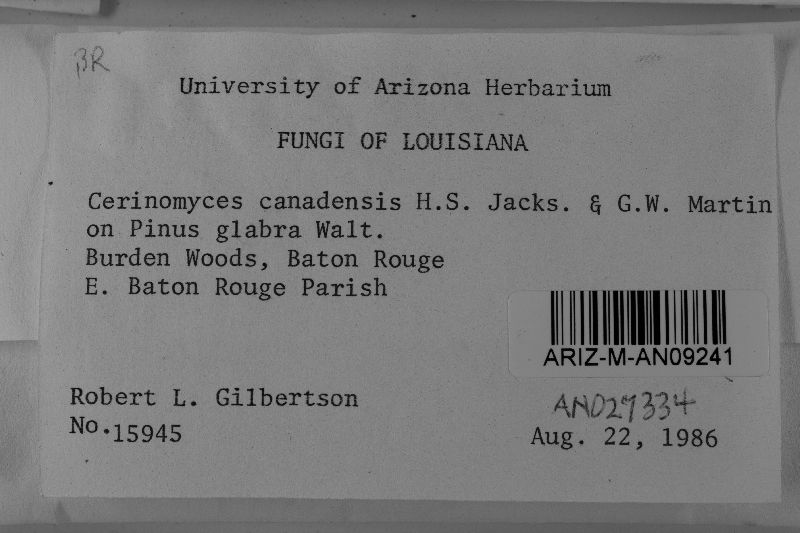 BR
University of Arizona Herbarium
FUNGI OF LOUISIANA
Cerinomyces canadensis H.S. Jacks. & G.W. Martin
on Pinus glabra Walt.
Burden Woods, Baton Rouge
E. Baton Rouge Parish
ARIZ-M-AN09241
Robert L. Gilbertson
AN027334
No. 15945
Aug. 22, 1986